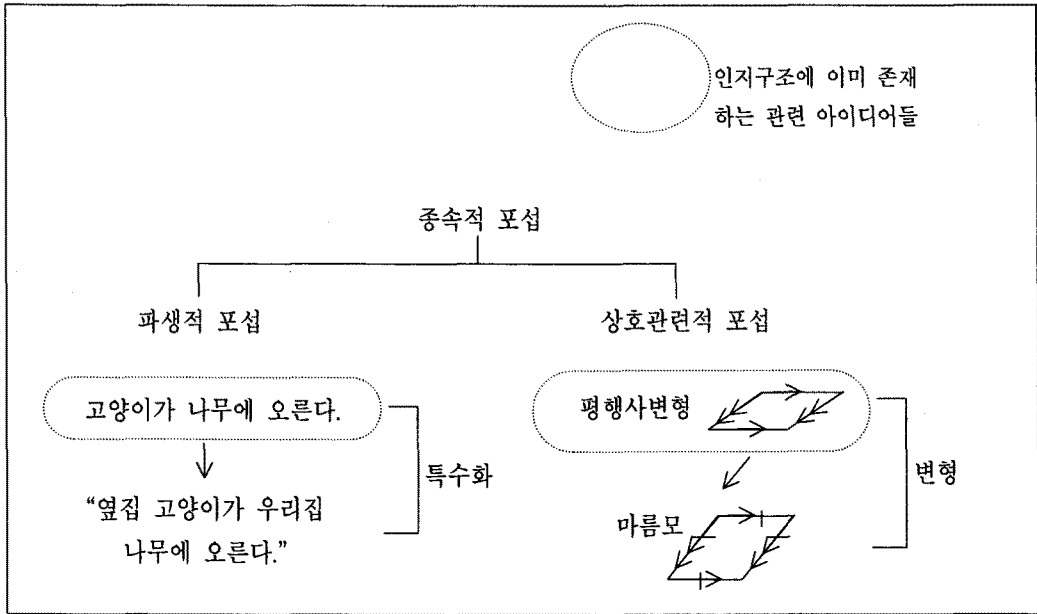 인지구조에 이미 존재
하는 관련 아이디어들
종속적 포섭
파생적 포섭
상호관련적 포섭
고양이가 나무에 오른다.
특수화
“옆집 고양이가 우리집
나무에 오른다.”
평행사변형
변형
마름모